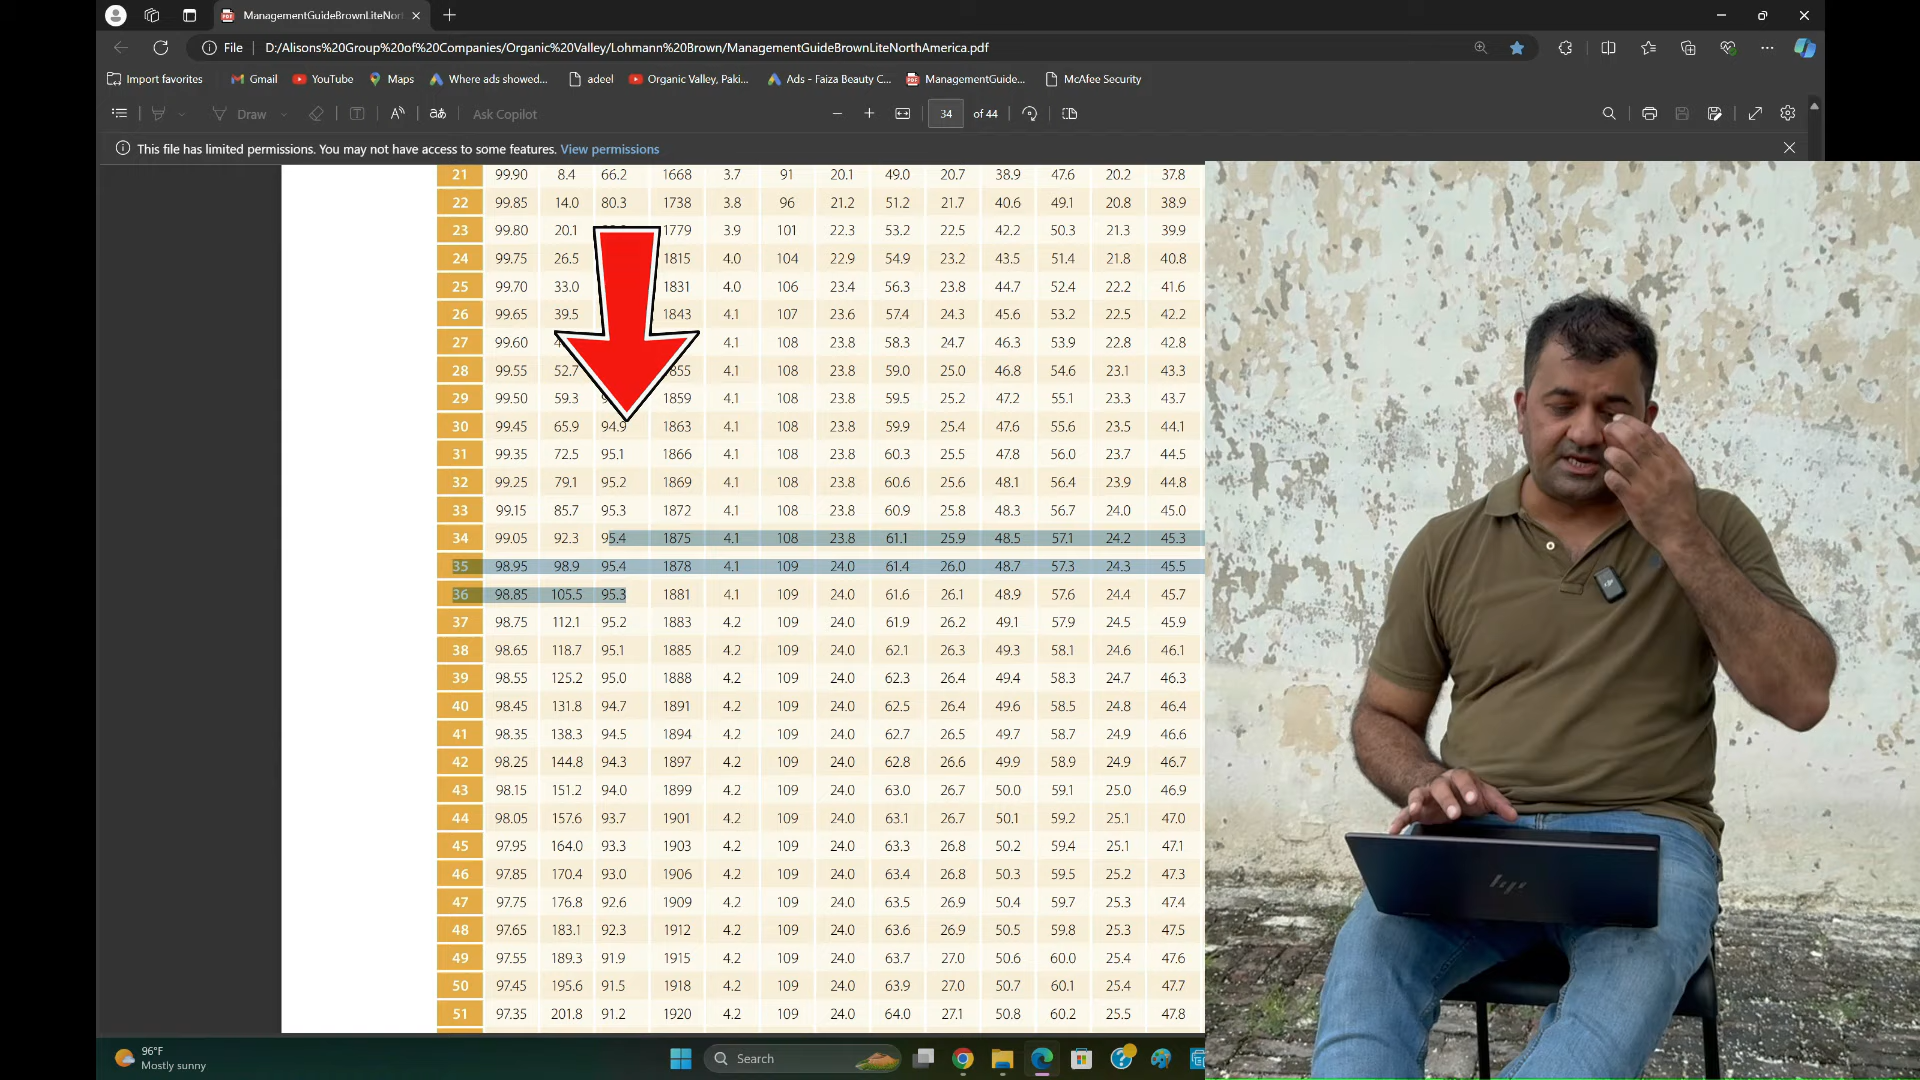 ManagementGuideBrownLiteNor
File D:/Alisons%20Group%20of%20Companies/Organic%20Valley/Lohmann%20Brown/ManagementGuideBrownLiteNorthAmerica.pdf
Import favorites Gmail YouTube Maps Where ads showed... adeel Organic Valley, Paki... Ads - Faiza Beauty C... ManagementGuide... McAfee Security
Draw Ask Copilot 34 of 44
This file has limited permissions. You may not have access to some features. View permissions
21 99.90 8.4 66.2 1668 3.7 91 20.1 49.0 20.7 38.9 47.6 20.2 37.8
22 99.85 14.0 80.3 1738 3.8 96 21.2 51.2 21.7 40.6 49.1 20.8 38.9
23 99.80 20.1 1779 3.9 101 22.3 53.2 22.5 42.2 50.3 21.3 39.9
24 99.75 26.5 1815 4.0 104 22.9 54.9 23.2 43.5 51.4 21.8 40.8
25 99.70 33.0 1831 4.0 106 23.4 56.3 23.8 44.7 52.4 22.2 41.6
26 99.65 39.5 1843 4.1 107 23.6 57.4 24.3 45.6 53.2 22.5 42.2
27 99.60 4.1 108 23.8 58.3 24.7 46.3 53.9 22.8 42.8
28 99.55 52.7 855 4.1 108 23.8 59.0 25.0 46.8 54.6 23.1 43.3
29 99.50 59.3 1859 4.1 108 23.8 59.5 25.2 47.2 55.1 23.3 43.7
30 99.45 65.9 94.9 1863 4.1 108 23.8 59.9 25.4 47.6 55.6 23.5 44.1
31 99.35 72.5 95.1 1866 4.1 108 23.8 60.3 25.5 47.8 56.0 23.7 44.5
32 99.25 79.1 95.2 1869 4.1 108 23.8 60.6 25.6 48.1 56.4 23.9 44.8
33 99.15 85.7 95.3 1872 4.1 108 23.8 60.9 25.8 48.3 56.7 24.0 45.0
34 99.05 92.3 95.4 1875 4.1 108 23.8 61.1 25.9 48.5 57.1 24.2 45.3
35 98.95 98.9 95.4 1878 4.1 109 24.0 61.4 26.0 48.7 57.3 24.3 45.5
36 98.85 105.5 95.3 1881 4.1 109 24.0 61.6 26.1 48.9 57.6 24.4 45.7
37 98.75 112.1 95.2 1883 4.2 109 24.0 61.9 26.2 49.1 57.9 24.5 45.9
38 98.65 118.7 95.1 1885 4.2 109 24.0 62.1 26.3 49.3 58.1 24.6 46.1
39 98.55 125.2 95.0 1888 4.2 109 24.0 62.3 26.4 49.4 58.3 24.7 46.3
40 98.45 131.8 94.7 1891 4.2 109 24.0 62.5 26.4 49.6 58.5 24.8 46.4
41 98.35 138.3 94.5 1894 4.2 109 24.0 62.7 26.5 49.7 58.7 24.9 46.6
42 98.25 144.8 94.3 1897 4.2 109 24.0 62.8 26.6 49.9 58.9 24.9 46.7
43 98.15 151.2 94.0 1899 4.2 109 24.0 63.0 26.7 50.0 59.1 25.0 46.9
44 98.05 157.6 93.7 1901 4.2 109 24.0 63.1 26.7 50.1 59.2 25.1 47.0
45 97.95 164.0 93.3 1903 4.2 109 24.0 63.3 26.8 50.2 59.4 25.1 47.1
46 97.85 170.4 93.0 1906 4.2 109 24.0 63.4 26.8 50.3 59.5 25.2 47.3
47 97.75 176.8 92.6 1909 4.2 109 24.0 63.5 26.9 50.4 59.7 25.3 47.4
48 97.65 183.1 92.3 1912 4.2 109 24.0 63.6 26.9 50.5 59.8 25.3 47.5
49 97.55 189.3 91.9 1915 4.2 109 24.0 63.7 27.0 50.6 60.0 25.4 47.6
50 97.45 195.6 91.5 1918 4.2 109 24.0 63.9 27.0 50.7 60.1 25.4 47.7
51 97.35 201.8 91.2 1920 4.2 109 24.0 64.0 27.1 50.8 60.2 25.5 47.8
hp
96°F
Mostly sunny
Search